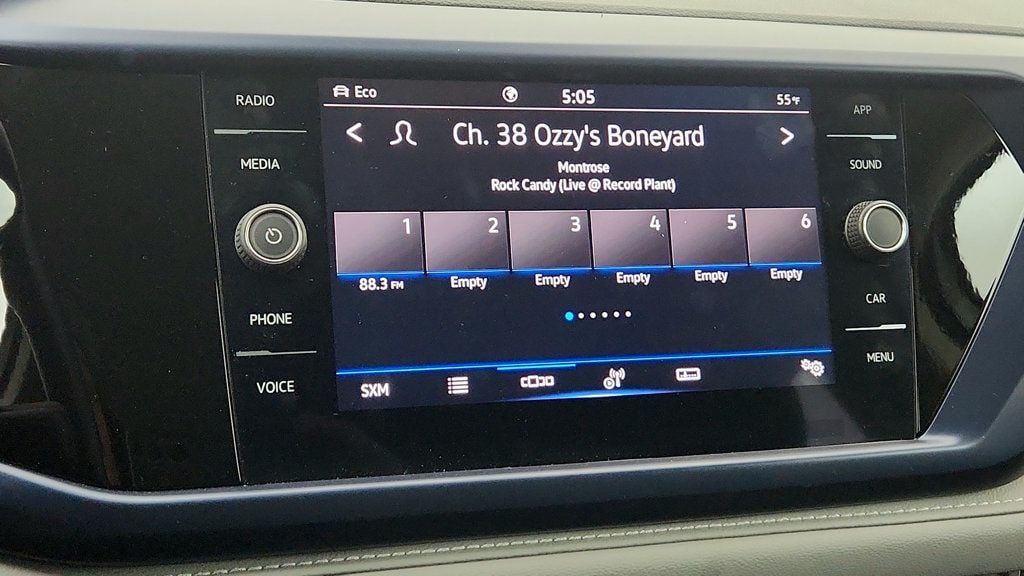 RADIO
MEDIA
PHONE
VOICE
Eco
5:05
55°F
Ch. 38 Ozzy's Boneyard
Montrose
Rock Candy (Live @ Record Plant)
1 2 3 4 5 6
88.3 FM Empty Empty Empty Empty Empty
SXM
APP
SOUND
CAR
MENU